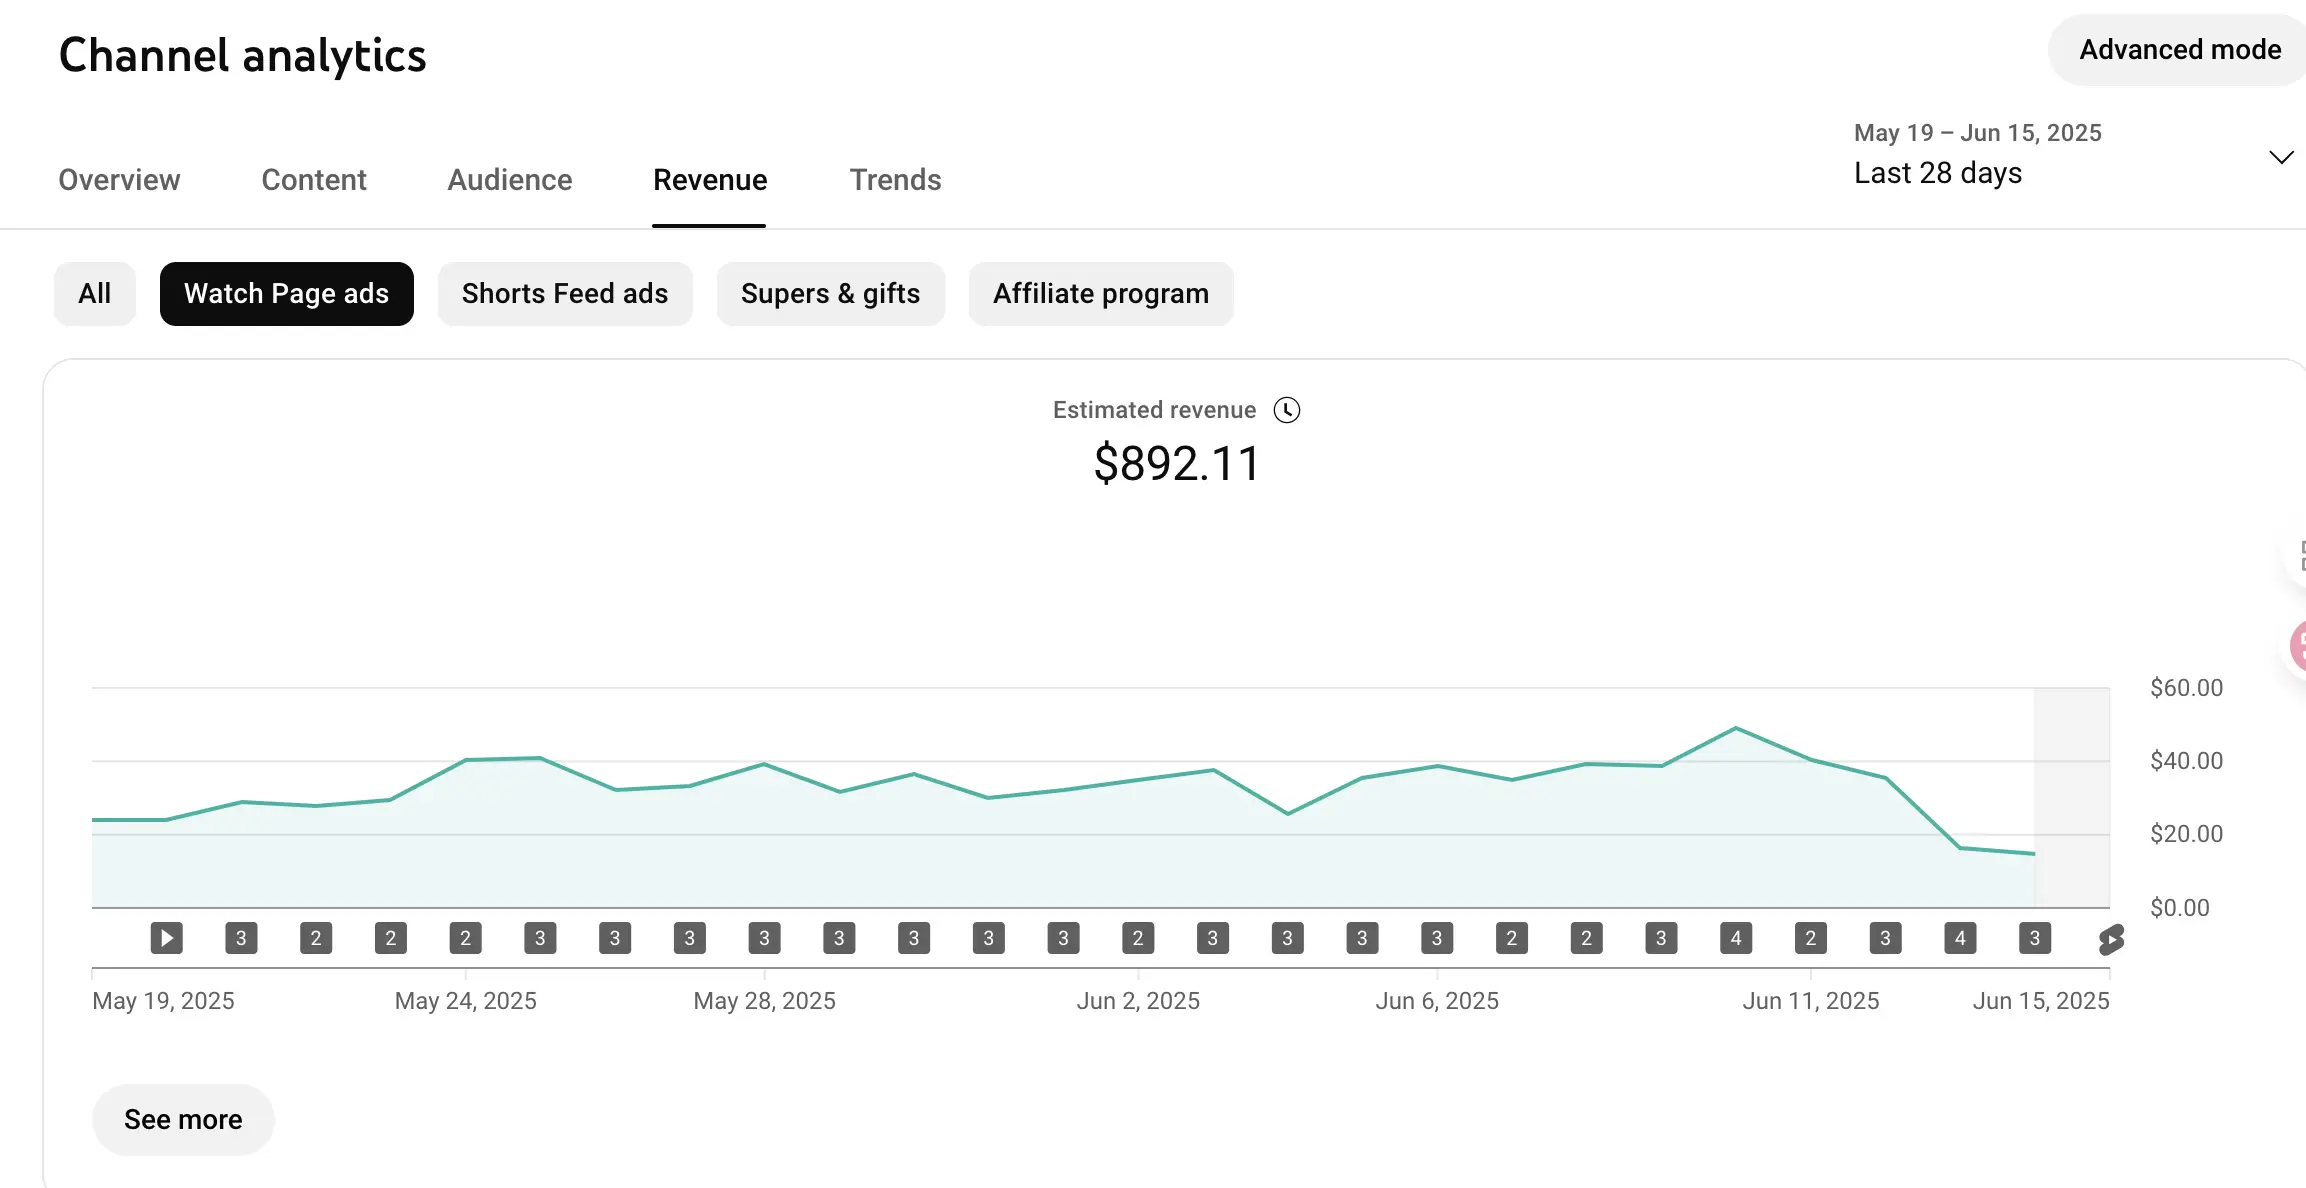 Channel analytics
Advanced mode
May 19 – Jun 15, 2025
Last 28 days
Overview
Content
Audience
Revenue
Trends
All
Watch Page ads
Shorts Feed ads
Supers & gifts
Affiliate program
Estimated revenue
$892.11
$60.00
$40.00
$20.00
$0.00
3 2 2 2 3 3 3 3 3 3 3 3 2 3 3 3 3 2 2 3 4 2 3 4 3
May 19, 2025
May 24, 2025
May 28, 2025
Jun 2, 2025
Jun 6, 2025
Jun 11, 2025
Jun 15, 2025
See more